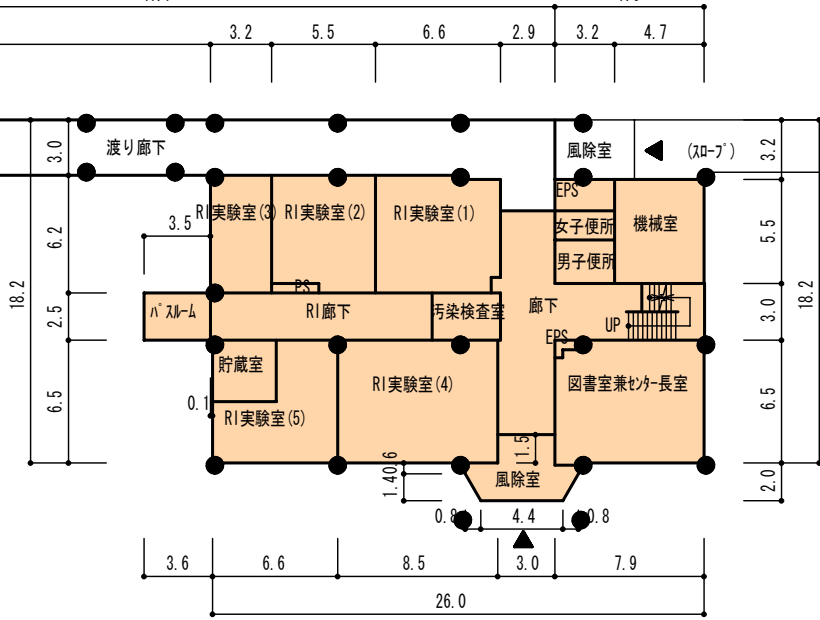 3.2
5.5
6.6
2.9
3.2
4.7
渡り廊下
風除室
(ｽﾛｰﾌﾟ)
3.0
3.2
EPS
RI実験室(3)
RI実験室(2)
RI実験室(1)
女子便所
機械室
3.5
6.2
5.5
男子便所
18.2
18.2
PS
ﾊﾟｽﾙｰﾑ
RI廊下
汚染検査室
廊下
2.5
3.0
UP
EPS
貯蔵室
RI実験室(4)
図書室兼ｾﾝﾀｰ長室
0.1
6.5
6.5
RI実験室(5)
1.5
0.6
1.4
風除室
2.0
0.8
4.4
0.8
3.6
6.6
8.5
3.0
7.9
26.0